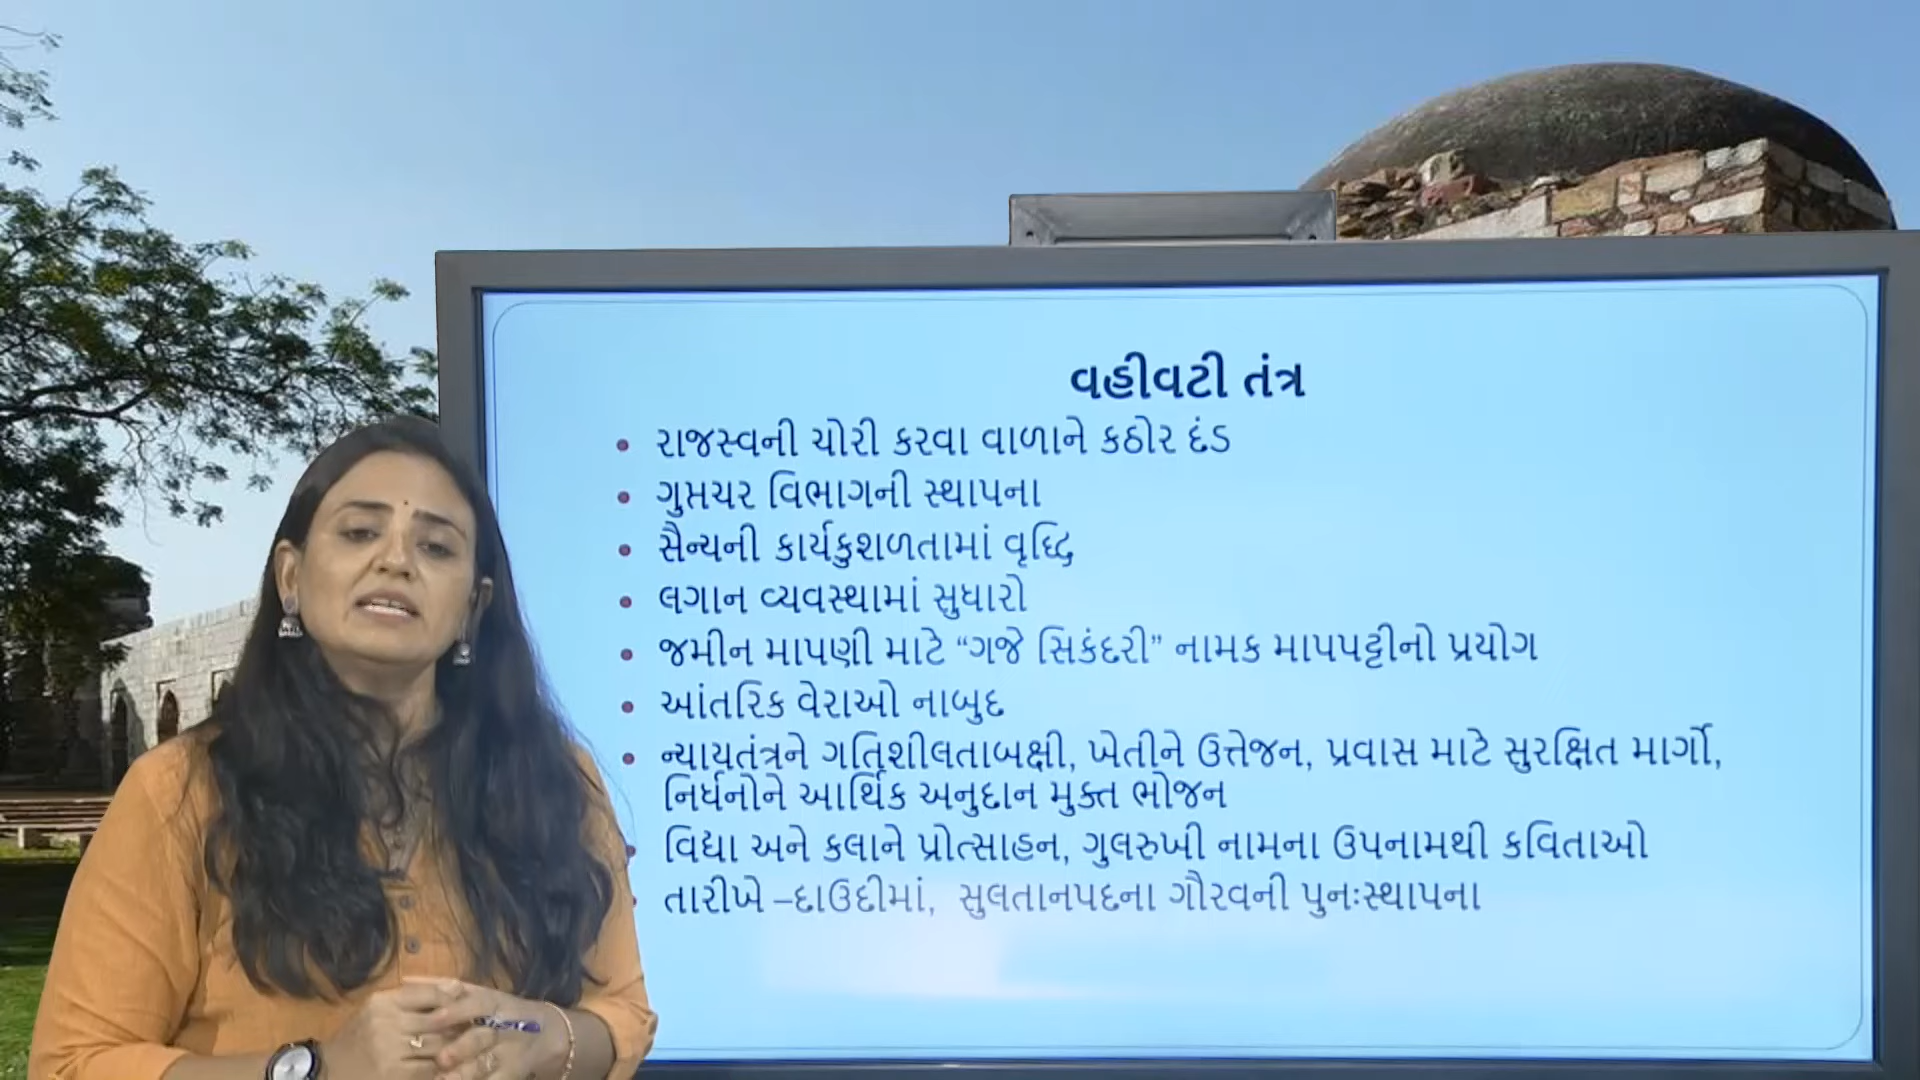 વહીવટી તંત્ર
• રાજસ્વની ચોરી કરવા વાળાને કઠોર દંડ
• ગુપ્તચર વિભાગની સ્થાપના
• સૈન્યની કાર્યકુશળતામાં વૃધ્ધિ
• લગાન વ્યવસ્થામાં સુધારો
• જમીન માપણી માટે “ગજે સિકંદરી” નામક માપપટ્ટીનો પ્રયોગ
• આંતરિક વેરાઓ નાબુદ
• ન્યાયતંત્રને ગતિશીલતાબક્ષી, ખેતીને ઉત્તેજન, પ્રવાસ માટે સુરક્ષિત માર્ગો,
નિર્ધનોને આર્થિક અનુદાન મુક્ત ભોજન
• વિદ્યા અને કલાને પ્રોત્સાહન, ગુલરુખી નામના ઉપનામથી કવિતાઓ
• તારીખે –દાઉદીમાં, સુલતાનપદના ગૌરવની પુનઃસ્થાપના